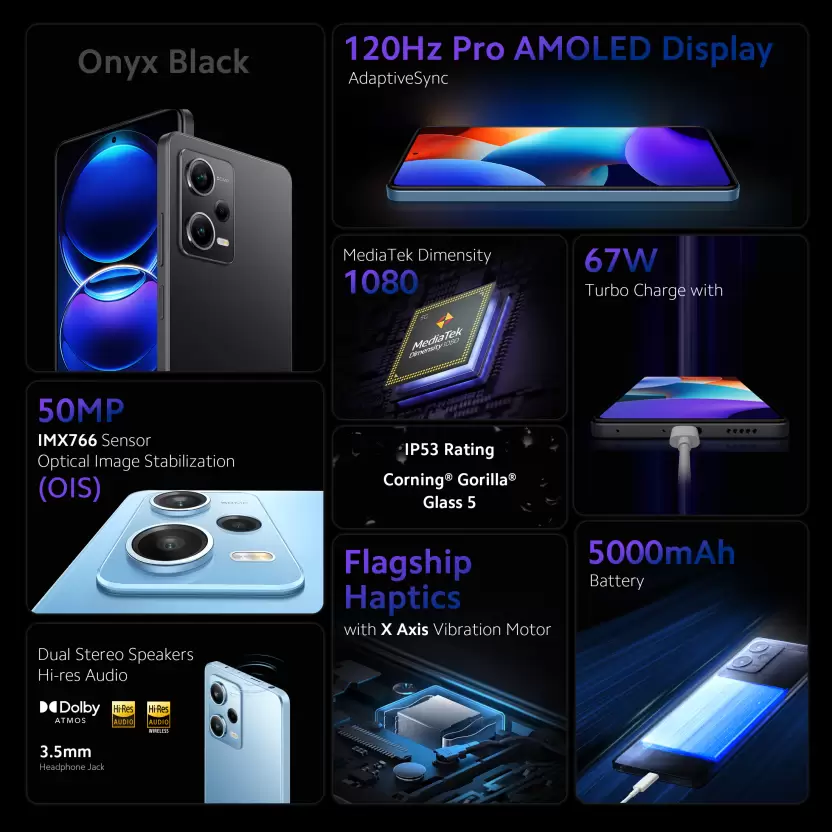 Onyx Black
120Hz Pro AMOLED Display
AdaptiveSync
MediaTek Dimensity
1080
MediaTek
Dimensity 1080
67W
Turbo Charge with
50MP
IMX766 Sensor
Optical Image Stabilization
(OIS)
50MP
IP53 Rating
Corning® Gorilla®
Glass 5
Flagship
Haptics
with X Axis Vibration Motor
5000mAh
Battery
Dual Stereo Speakers
Hi-res Audio
Dolby
ATMOS
Hi-Res
AUDIO
Hi-Res
AUDIO
WIRELESS
3.5mm
Headphone Jack